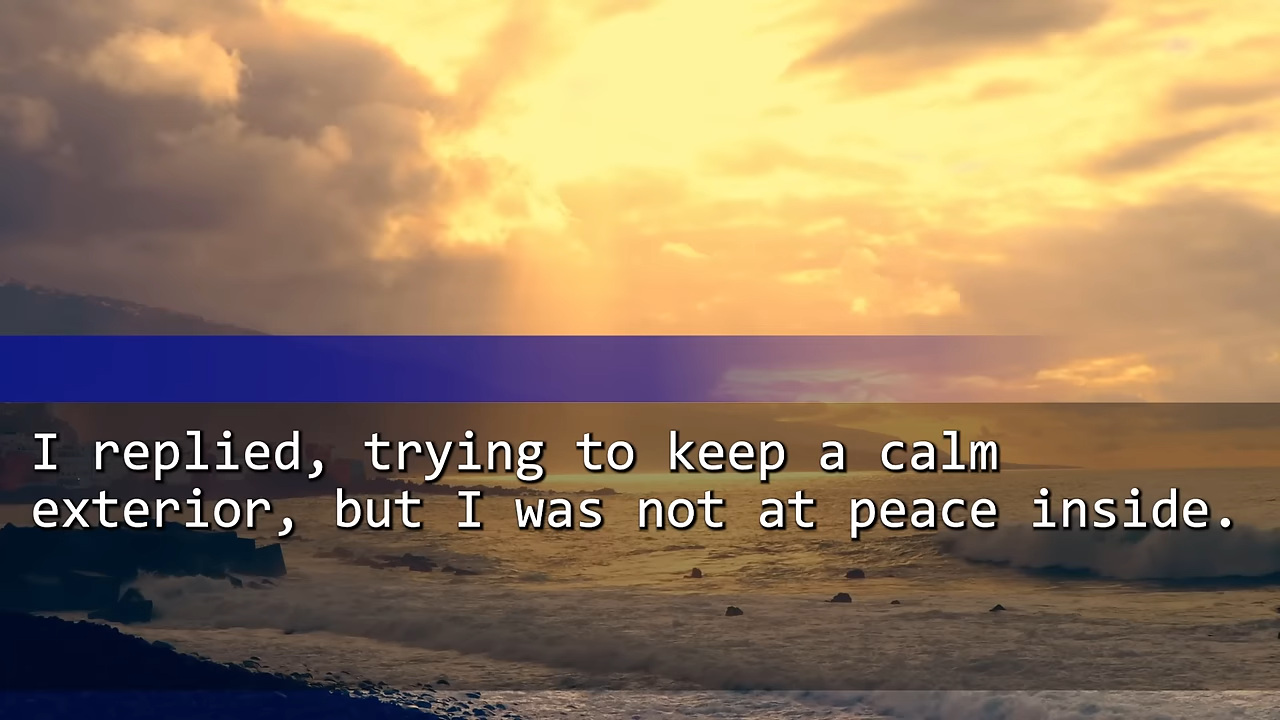 I replied, trying to keep a calm
exterior, but I was not at peace inside.